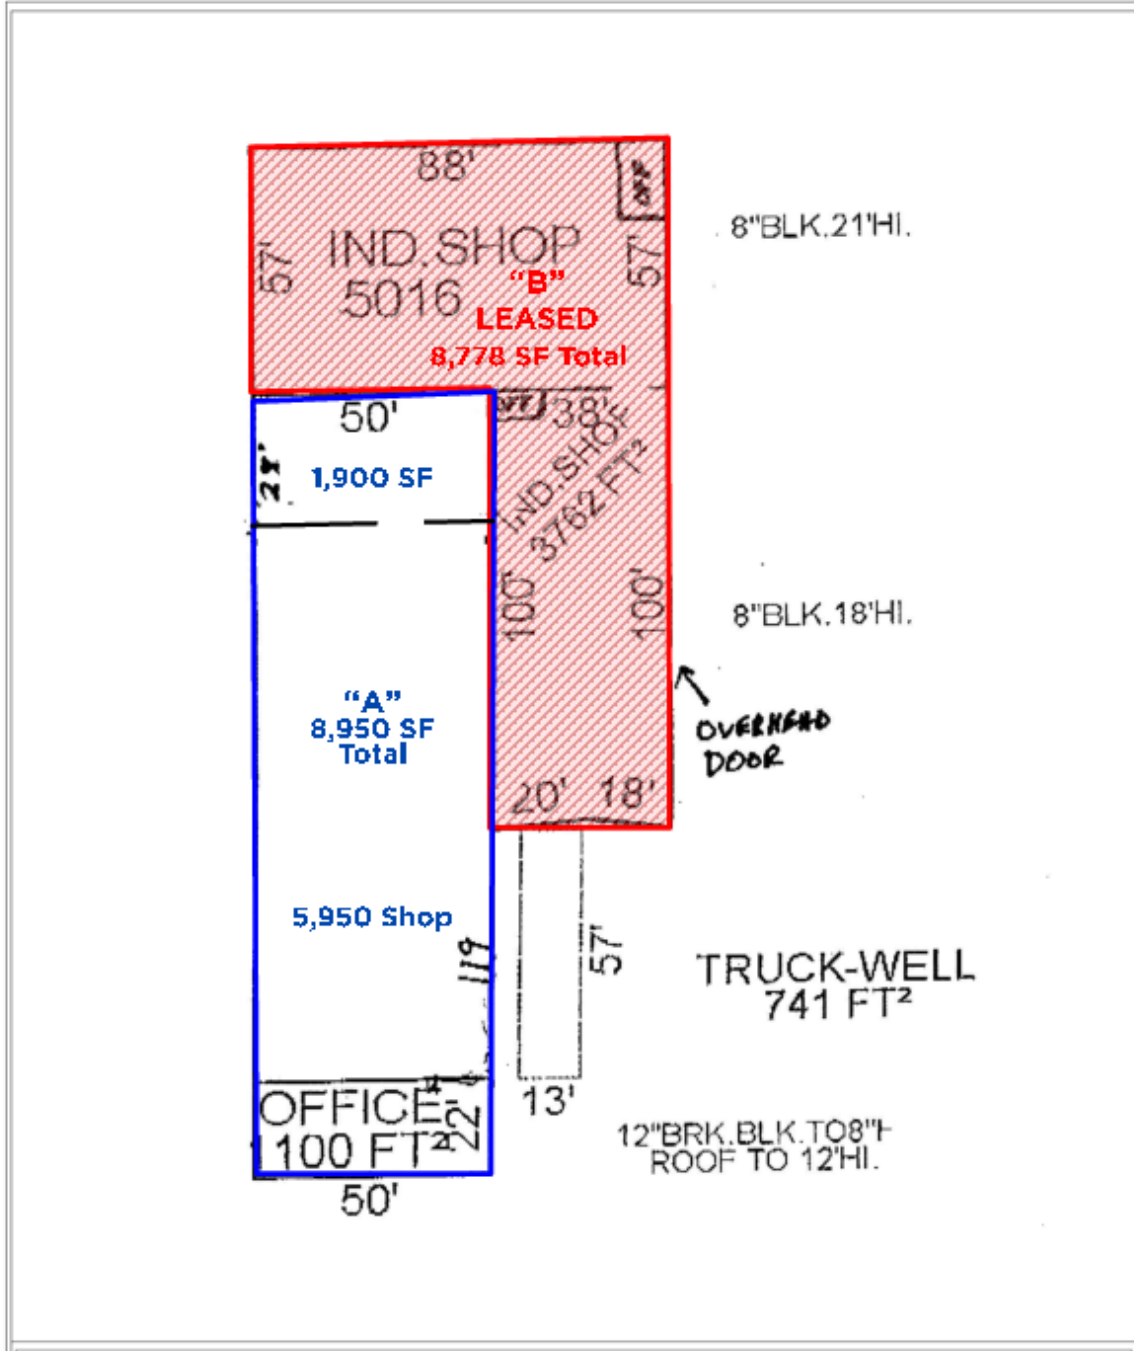 88'
OFF
8"BLK.21'HI.
57'
IND.SHOP
57'
"B"
5016
LEASED
8,778 SF Total
50'
38'
28'
1,900 SF
IND.SHOP
3762 FT²
100'
100'
8"BLK.18'HI.
"A"
8,950 SF
Total
OVERHEAD
DOOR
20'
18'
5,950 Shop
119
57'
TRUCK-WELL
741 FT²
OFFICE
1100 FT²
22
13'
12"BRK.BLK.TO8"H
ROOF TO 12'HI.
50'